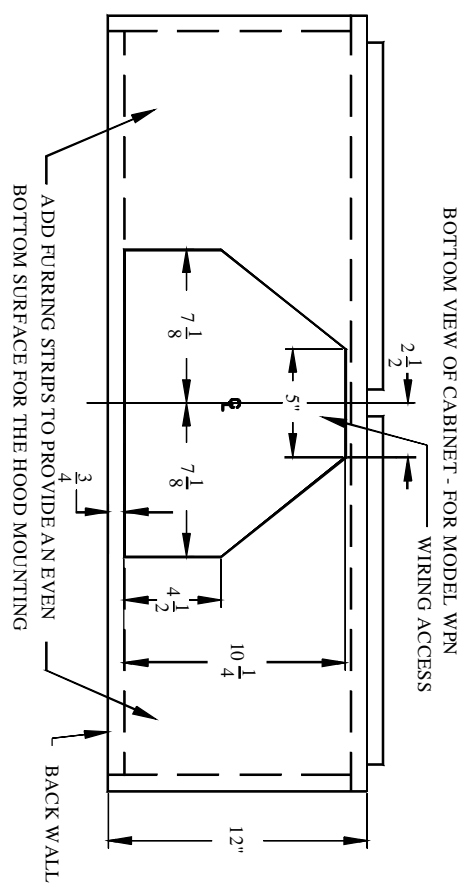 BOTTOM VIEW OF CABINET - FOR MODEL WPN
2 1/2
WIRING ACCESS
5"
7 1/8
CL
7 1/8
4 1/2
10 1/4
12"
3/4
ADD FURRING STRIPS TO PROVIDE AN EVEN
BOTTOM SURFACE FOR THE HOOD MOUNTING
BACK WALL